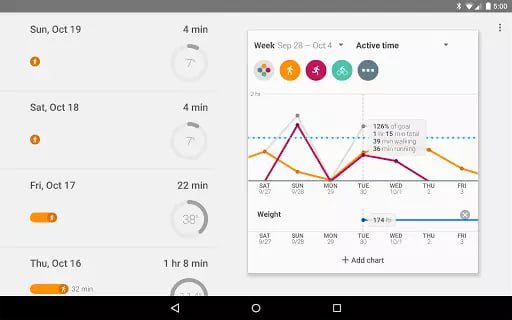 5:00
Sun, Oct 19
4 min
7°
Sat, Oct 18
4 min
7°
Fri, Oct 17
22 min
38°
Thu, Oct 16
1 hr 8 min
32 min
Week Sep 28 – Oct 4
Active time
2 hr
126% of goal
1 hr 15 min total
39 min walking
36 min running
SAT SUN MON TUE WED THU FRI
9/27 9/28 '29 30 10/1 2 3
Weight
174 lb
SAT SUN MON TUE WED THU FRI
9/27 9/28 '29 30 10/1 2 3
+ Add chart